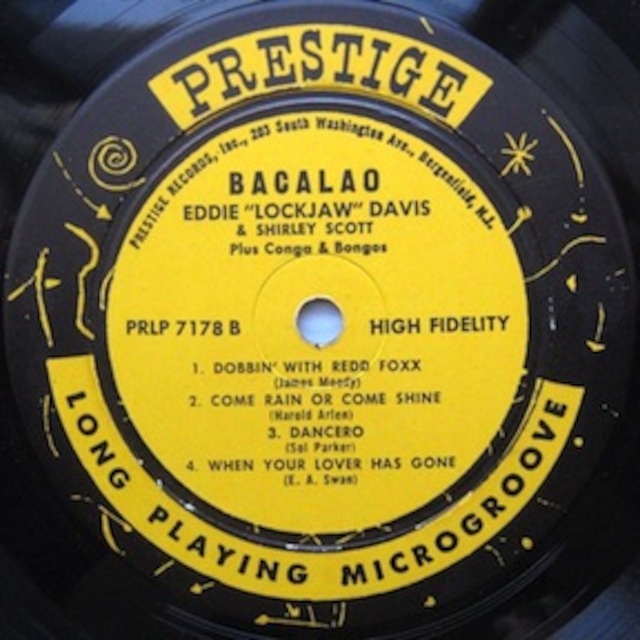 PRESTIGE
PRESTIGE RECORDS, Inc., 203 South Washington Ave., Bergenfield, N.J.
BACALAO
EDDIE "LOCKJAW" DAVIS
& SHIRLEY SCOTT
Plus Conga & Bongos
PRLP 7178 B
HIGH FIDELITY
1. DOBBIN' WITH REDD FOXX
(James Moody)
2. COME RAIN OR COME SHINE
(Harold Arlen)
3. DANCERO
(Sol Parker)
4. WHEN YOUR LOVER HAS GONE
(E. A. Swan)
LONG PLAYING MICROGROOVE